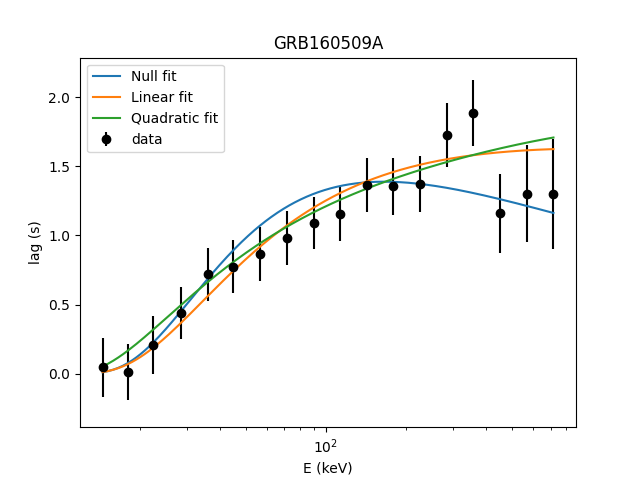 GRB160509A
Null fit
Linear fit
Quadratic fit
data
lag (s)
2.0
1.5
1.0
0.5
0.0
10²
E (keV)